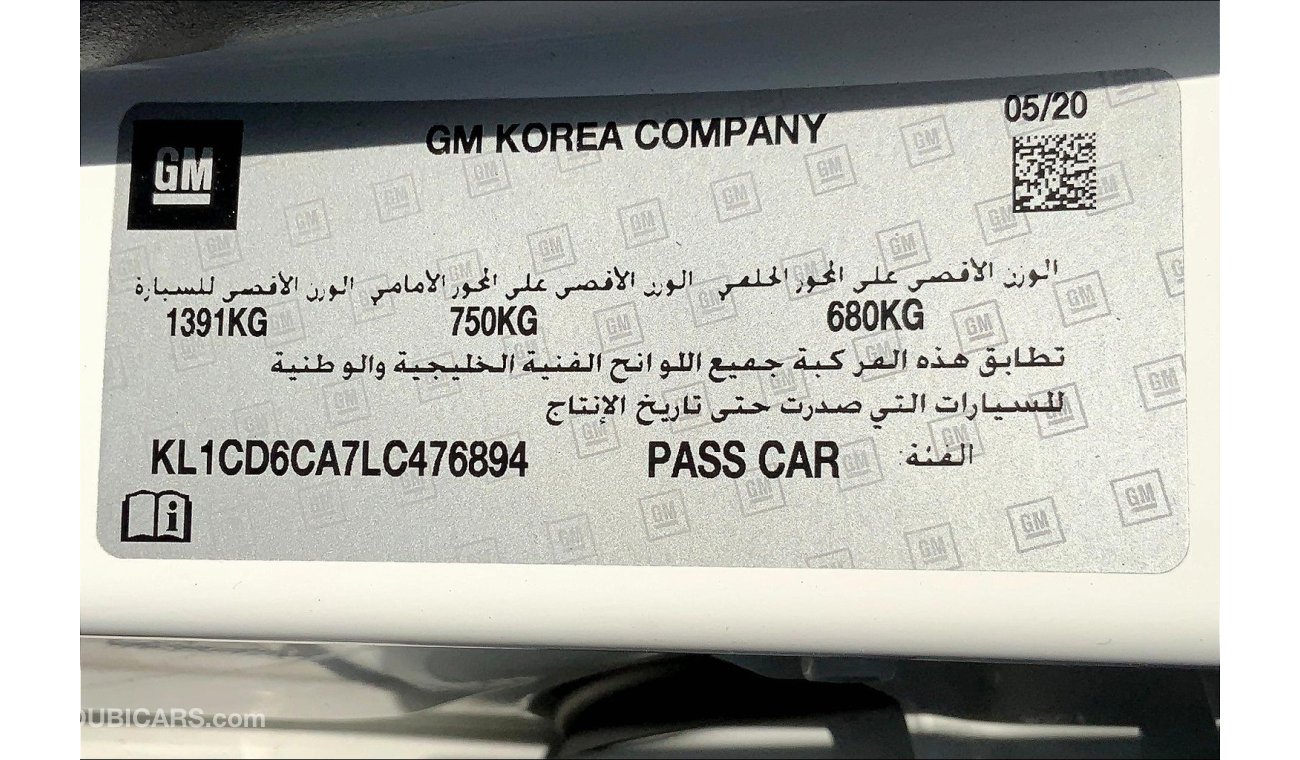 GM
GM KOREA COMPANY
05/20
الوزن الأقصى على المحور الخلفي الوزن الأقصى على المحور الأمامي الوزن الأقصى للسيارة
680KG 750KG 1391KG
تطابق هذه المركبة جميع اللوائح الفنية الخليجية والوطنية
للسيارات التي صدرت حتى تاريخ الإنتاج
الفئة: PASS CAR KL1CD6CA7LC476894
DUBICARS.com